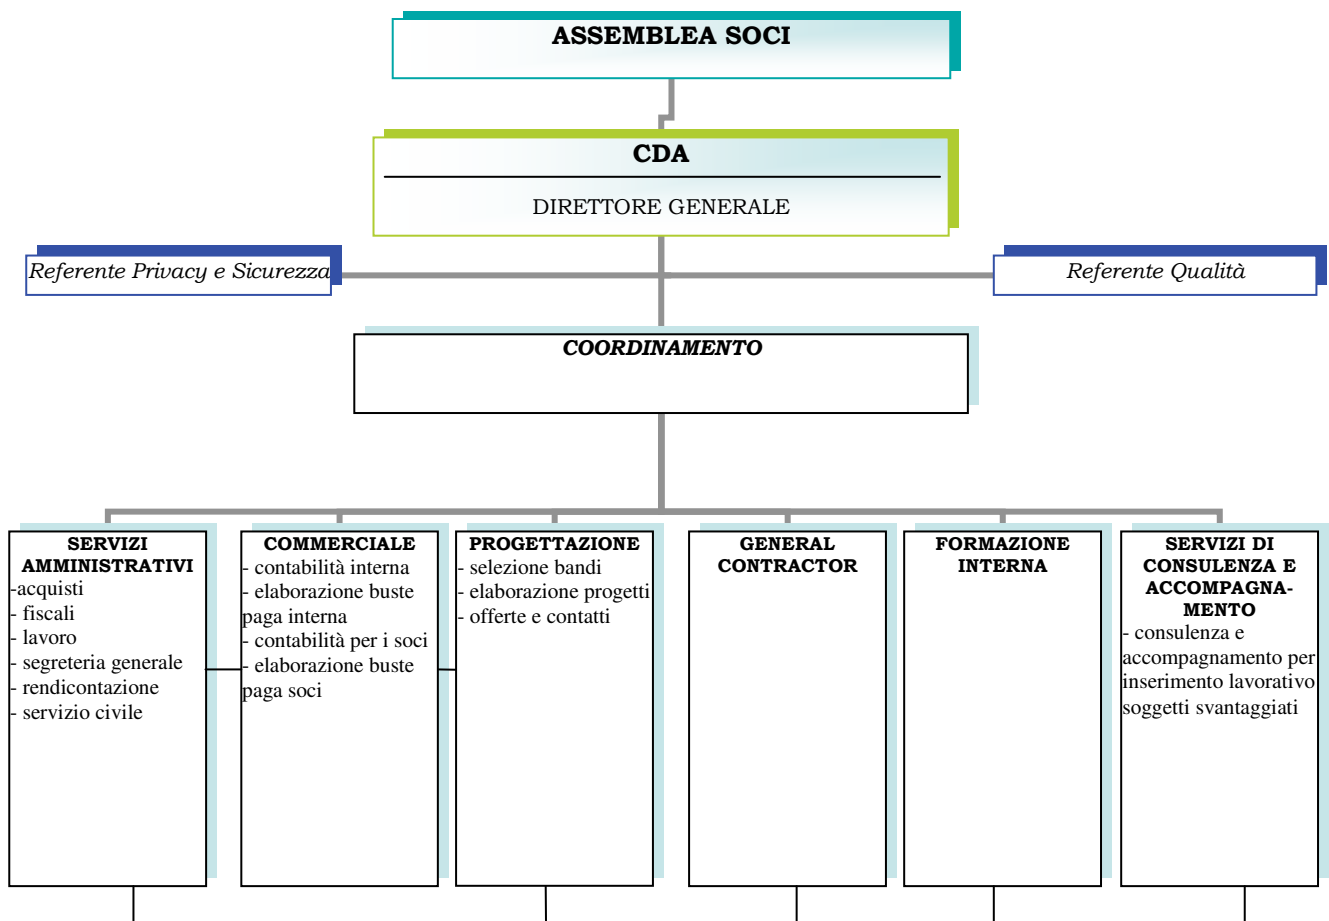 ASSEMBLEA SOCI
CDA
DIRETTORE GENERALE
Referente Privacy e Sicurezza
Referente Qualità
COORDINAMENTO
SERVIZI
AMMINISTRATIVI
-acquisti
- fiscali
- lavoro
- segreteria generale
- rendicontazione
- servizio civile
COMMERCIALE
- contabilità interna
- elaborazione buste
paga interna
- contabilità per i soci
- elaborazione buste
paga soci
PROGETTAZIONE
- selezione bandi
- elaborazione progetti
- offerte e contatti
GENERAL
CONTRACTOR
FORMAZIONE
INTERNA
SERVIZI DI
CONSULENZA E
ACCOMPAGNA-
MENTO
- consulenza e
accompagnamento per
inserimento lavorativo
soggetti svantaggiati